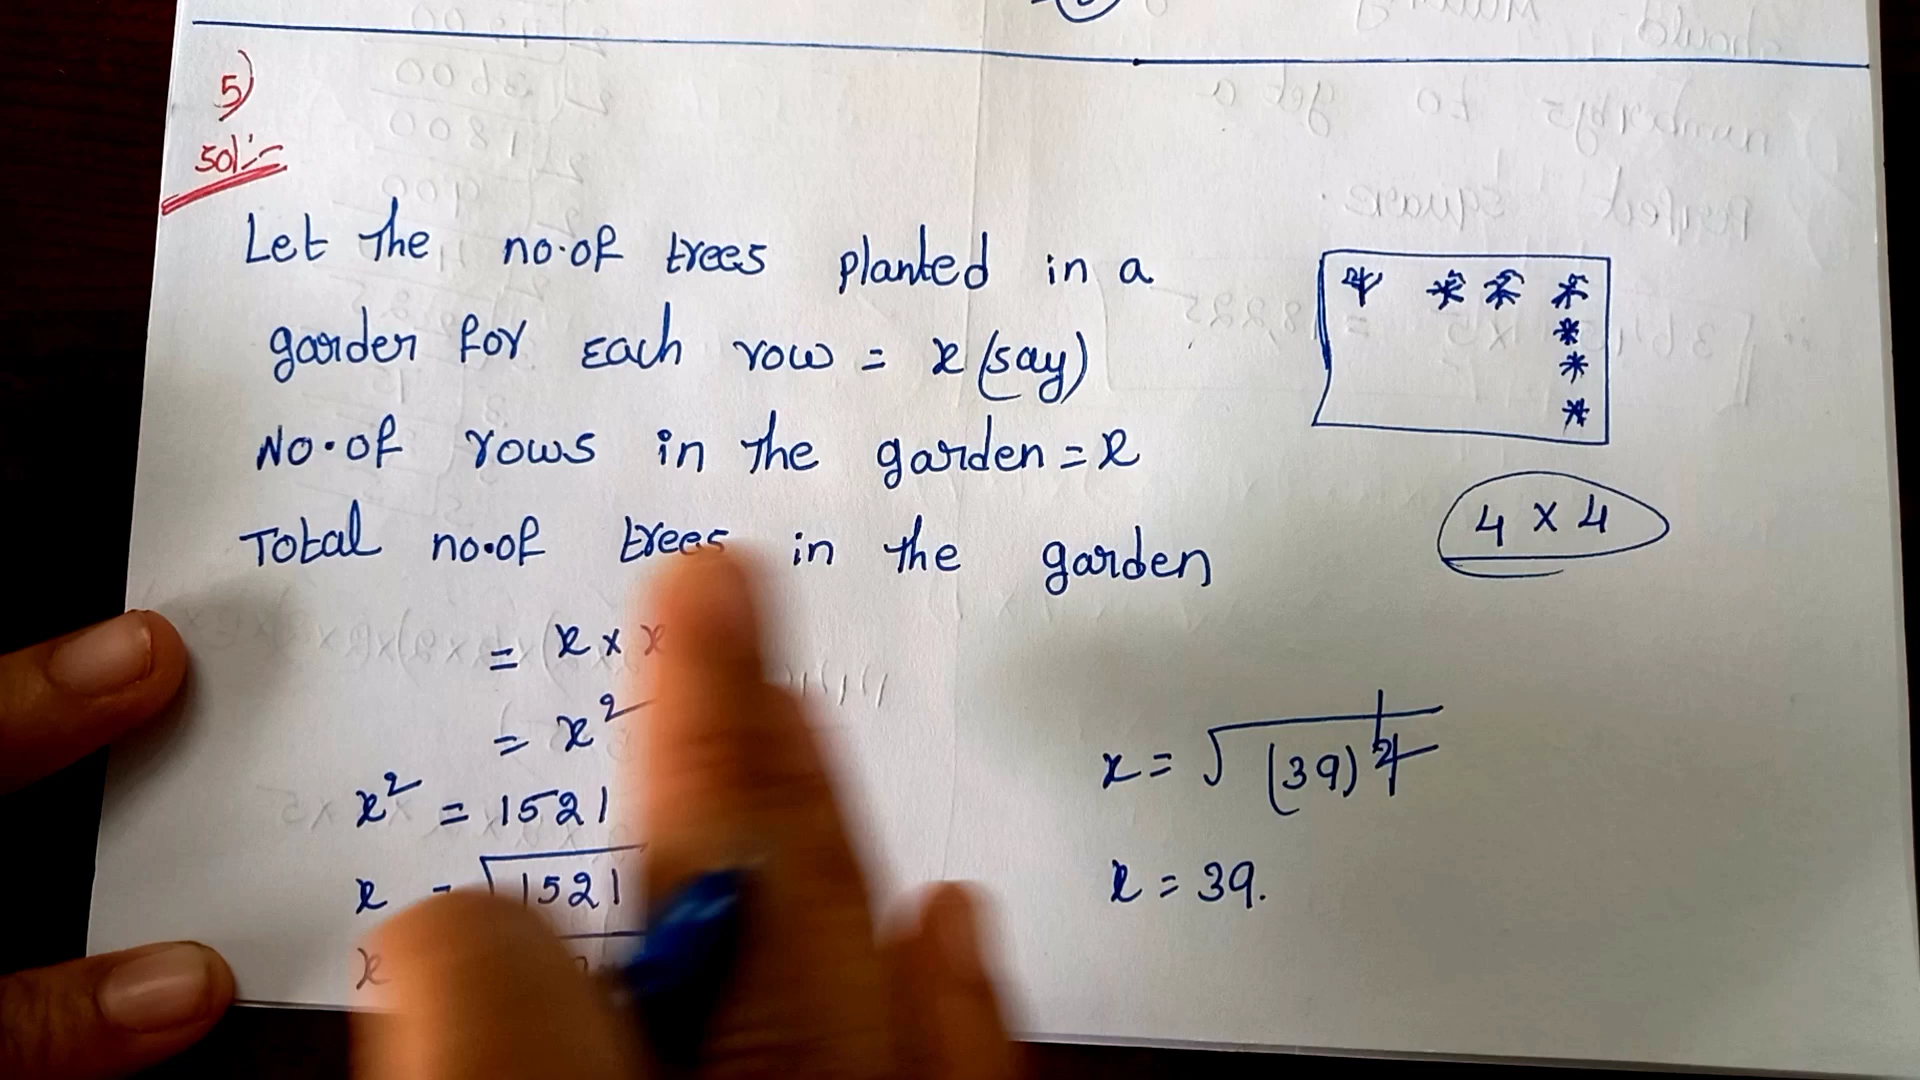 5)
Sol:-
Let the no.of trees planted in a
garden for each row = x (say)
No.of rows in the garden = x
Total no.of trees in the garden
= (x × x
= x²
x² = 1521
x = √1521
x
4 × 4
x = √(39)²
x = 39.